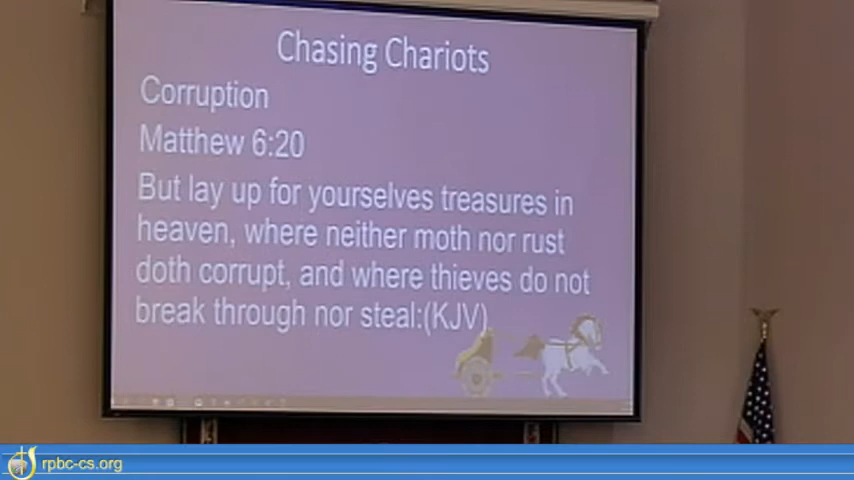 Chasing Chariots
Corruption
Matthew 6:20
But lay up for yourselves treasures in
heaven, where neither moth nor rust
doth corrupt, and where thieves do not
break through nor steal:(KJV)
rpbc-cs.org